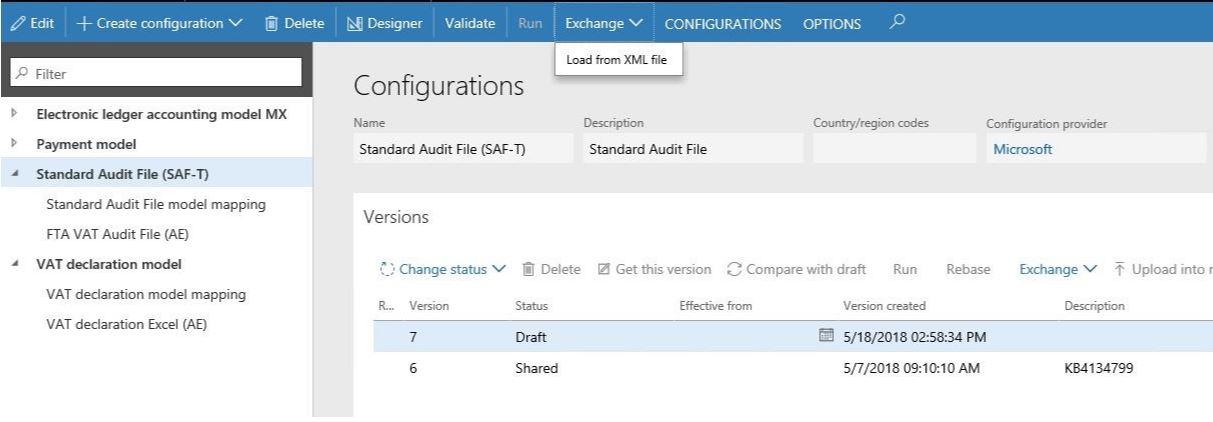 Edit Create configuration Delete Designer Validate Run Exchange CONFIGURATIONS OPTIONS
Load from XML file
Filter
Electronic ledger accounting model MX
Payment model
Standard Audit File (SAF-T)
Standard Audit File model mapping
FTA VAT Audit File (AE)
VAT declaration model
VAT declaration model mapping
VAT declaration Excel (AE)
Configurations
Name Description Country/region codes Configuration provider
Standard Audit File (SAF-T) Standard Audit File Microsoft
Versions
Change status Delete Get this version Compare with draft Run Rebase Exchange Upload into r
R... Version Status Effective from Version created Description
7 Draft 5/18/2018 02:58:34 PM
6 Shared 5/7/2018 09:10:10 AM KB4134799